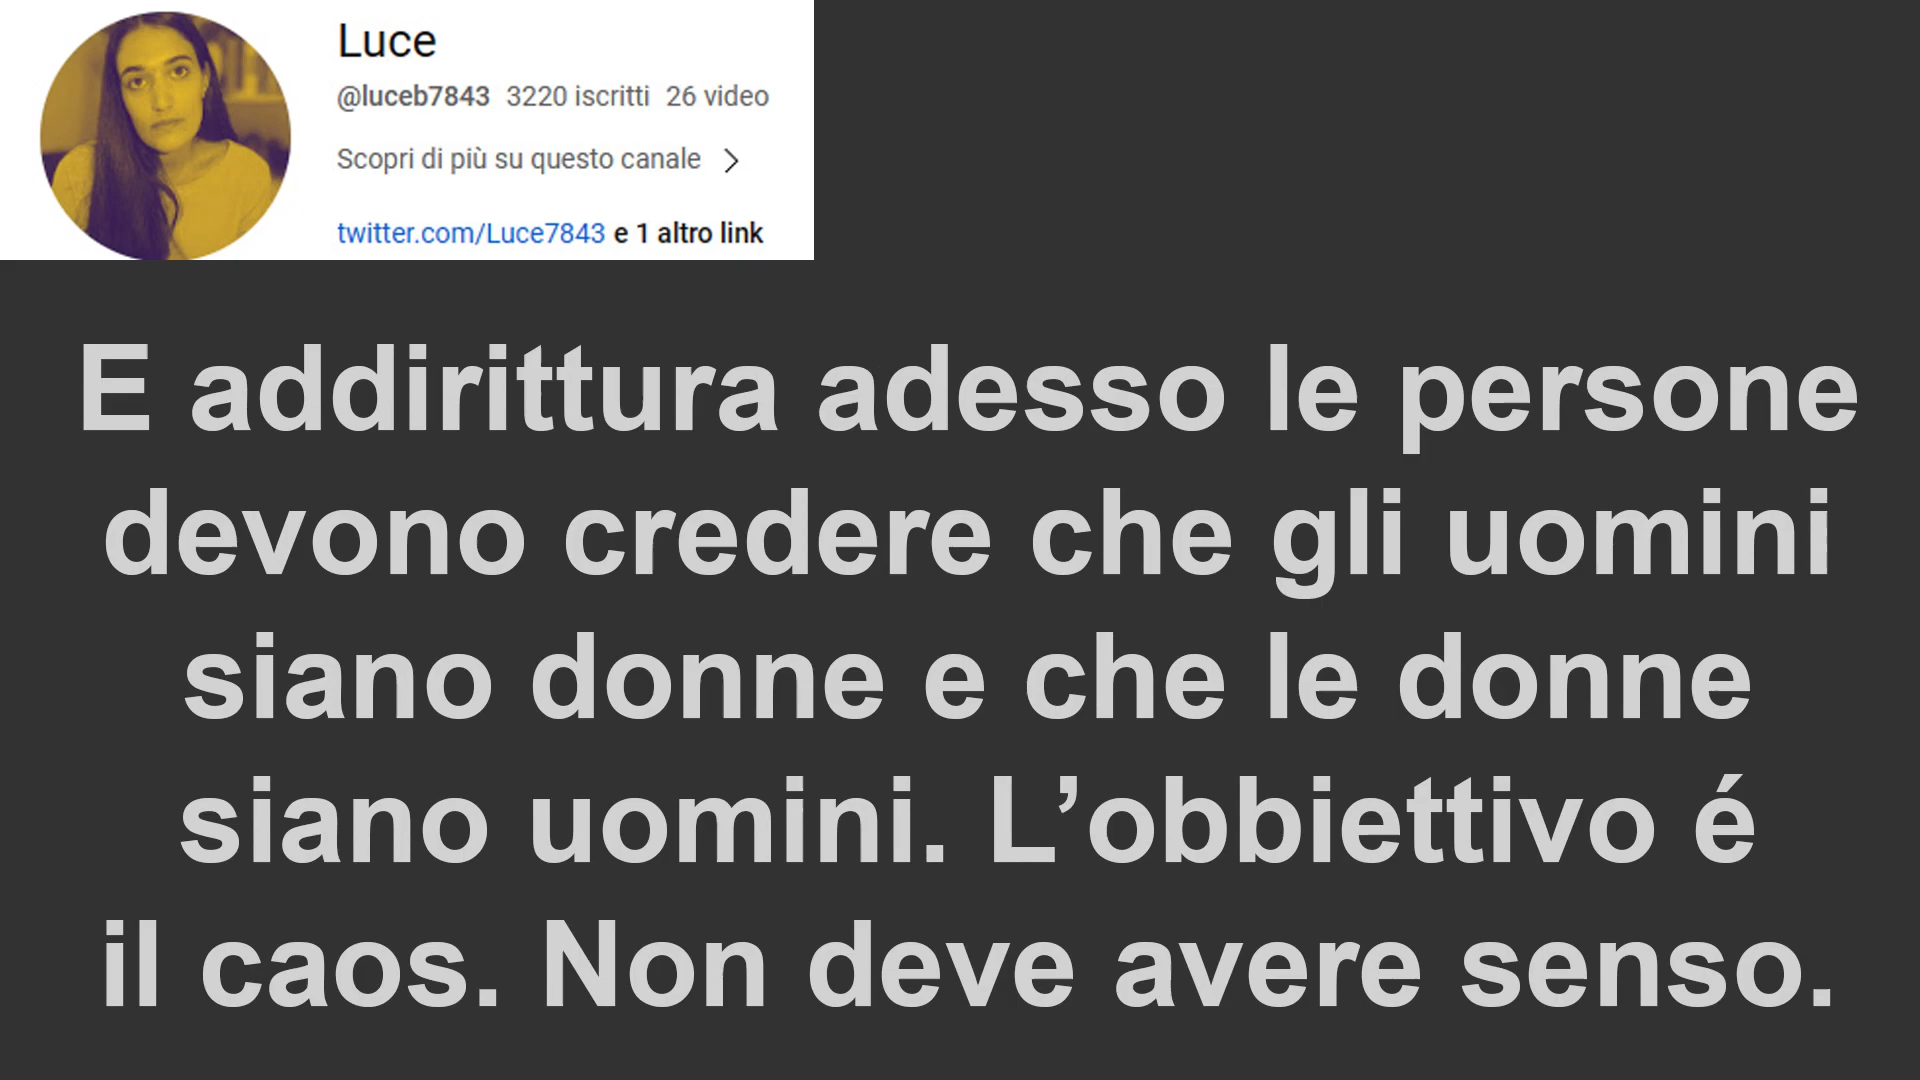 Luce
@luceb7843 3220 iscritti 26 video
Scopri di più su questo canale >
twitter.com/Luce7843 e 1 altro link
E addirittura adesso le persone
devono credere che gli uomini
siano donne e che le donne
siano uomini. L’obbiettivo é
il caos. Non deve avere senso.